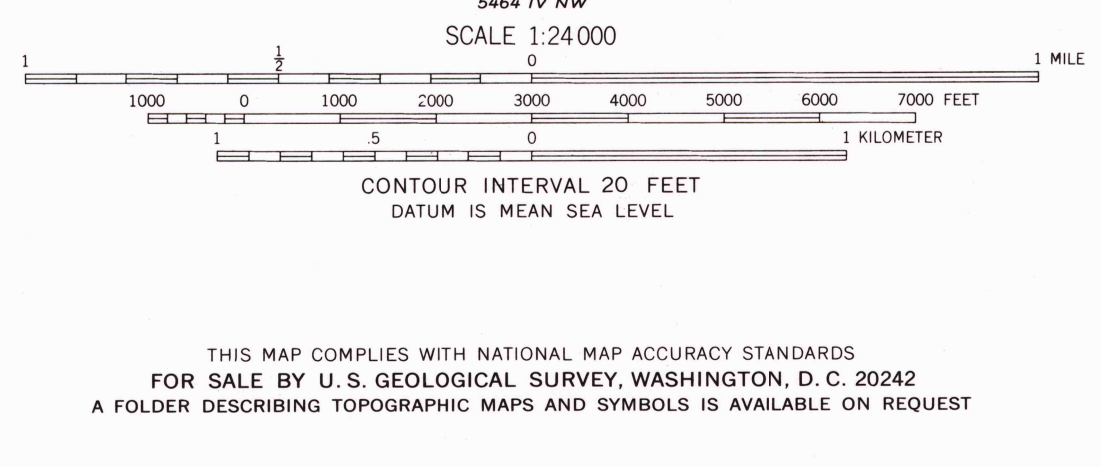 5464 IV NW
SCALE 1:24 000
1 ½ 0 1 MILE
1000 0 1000 2000 3000 4000 5000 6000 7000 FEET
1 .5 0 1 KILOMETER
CONTOUR INTERVAL 20 FEET
DATUM IS MEAN SEA LEVEL
THIS MAP COMPLIES WITH NATIONAL MAP ACCURACY STANDARDS
FOR SALE BY U. S. GEOLOGICAL SURVEY, WASHINGTON, D. C. 20242
A FOLDER DESCRIBING TOPOGRAPHIC MAPS AND SYMBOLS IS AVAILABLE ON REQUEST